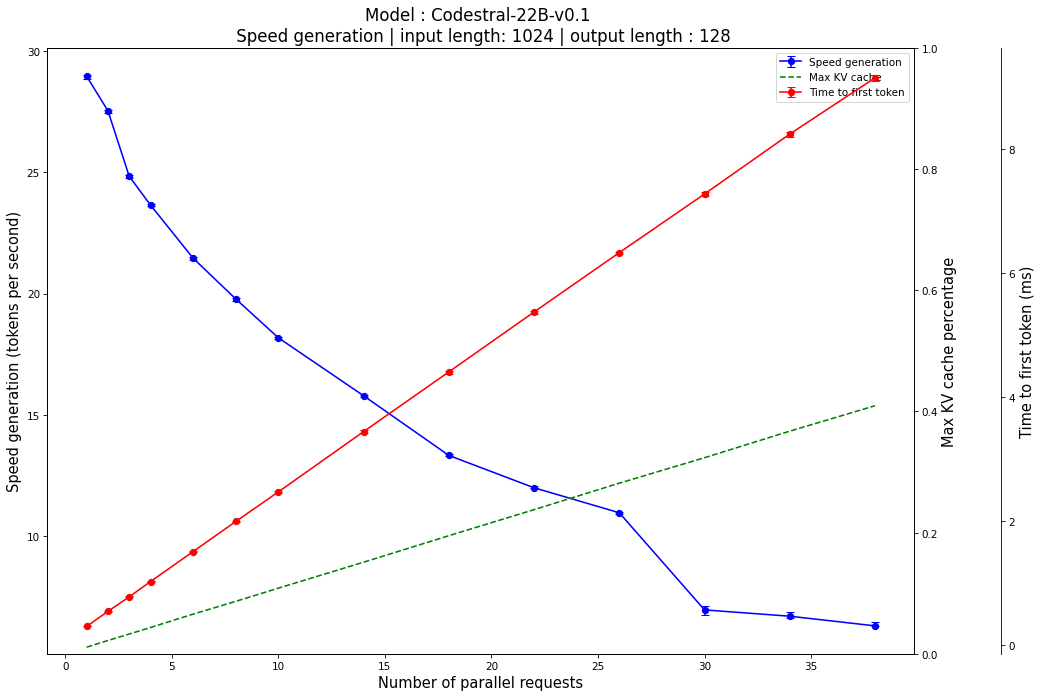 Model : Codestral-22B-v0.1
Speed generation | input length: 1024 | output length : 128
Speed generation (tokens per second)
30
25
20
15
10
Speed generation
Max KV cache
Time to first token
1.0
0.8
0.6
0.4
0.2
0.0
Max KV cache percentage
8
6
4
2
0
Time to first token (ms)
0 5 10 15 20 25 30 35
Number of parallel requests